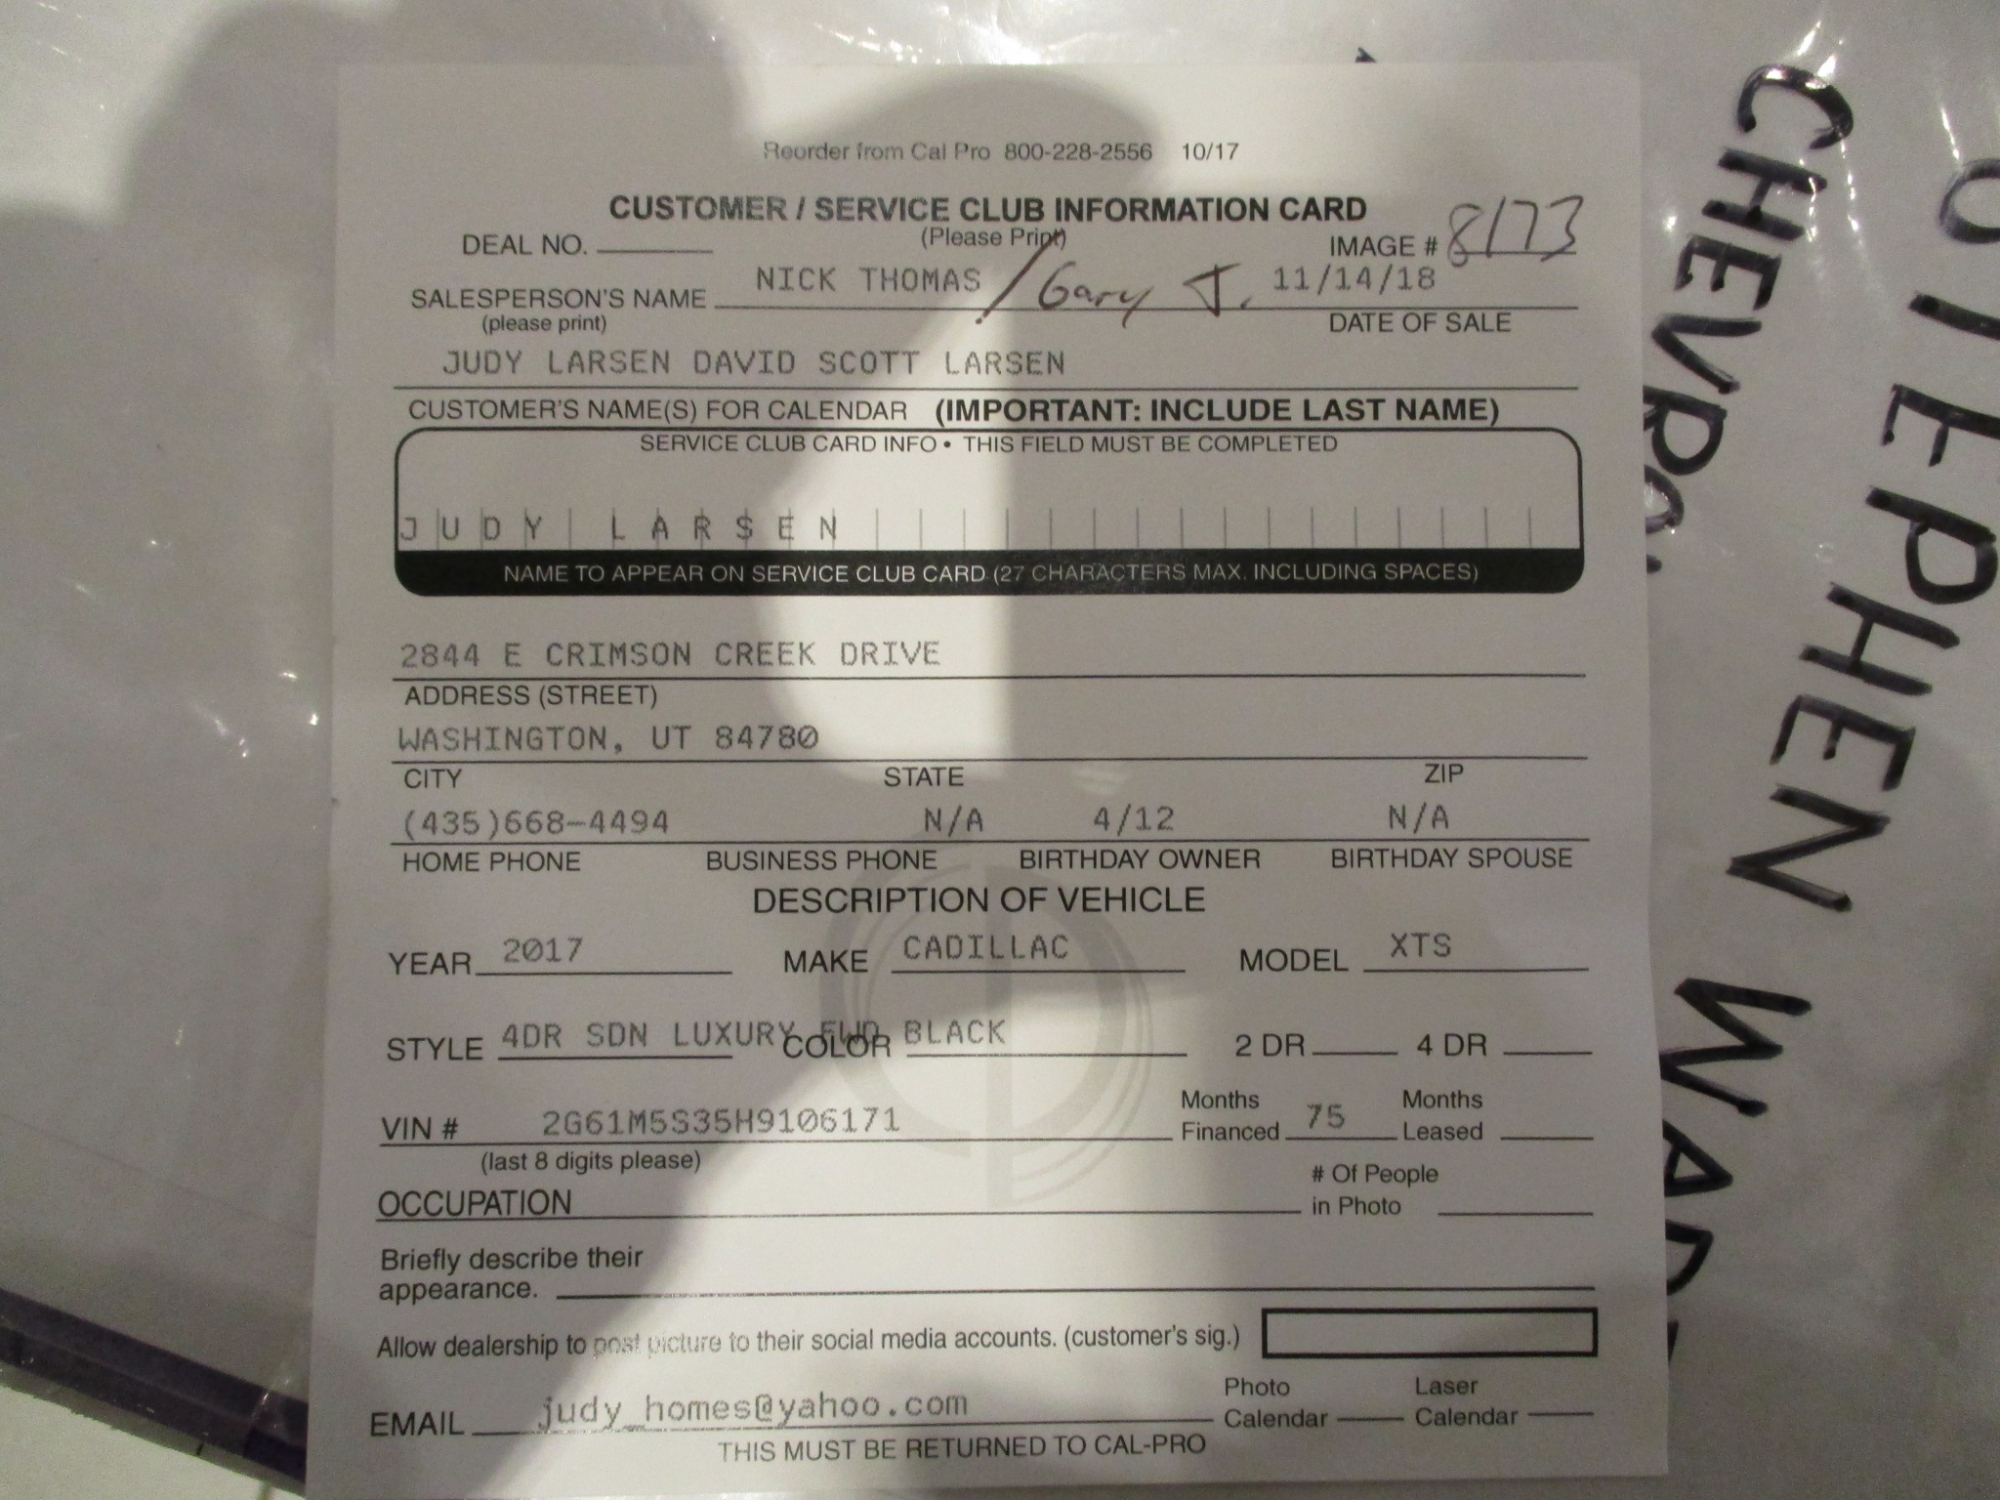 Reorder from Cal Pro 800-228-2556 10/17
CUSTOMER / SERVICE CLUB INFORMATION CARD
(Please Print)
DEAL NO. IMAGE # 8173
SALESPERSON'S NAME NICK THOMAS / Gary J. 11/14/18
(please print) DATE OF SALE
JUDY LARSEN DAVID SCOTT LARSEN
CUSTOMER'S NAME(S) FOR CALENDAR (IMPORTANT: INCLUDE LAST NAME)
SERVICE CLUB CARD INFO • THIS FIELD MUST BE COMPLETED
JUDY LARSEN
NAME TO APPEAR ON SERVICE CLUB CARD (27 CHARACTERS MAX. INCLUDING SPACES)
2844 E CRIMSON CREEK DRIVE
ADDRESS (STREET)
WASHINGTON, UT 84780
CITY STATE ZIP
(435)668-4494 N/A 4/12 N/A
HOME PHONE BUSINESS PHONE BIRTHDAY OWNER BIRTHDAY SPOUSE
DESCRIPTION OF VEHICLE
YEAR 2017 MAKE CADILLAC MODEL XTS
STYLE 4DR SDN LUXURY FWD COLOR BLACK 2 DR 4 DR
VIN # 2G61M5S35H9106171 Months Financed 75 Months Leased
(last 8 digits please)
OCCUPATION # Of People in Photo
Briefly describe their
appearance.
Allow dealership to post picture to their social media accounts. (customer's sig.)
EMAIL judy_homes@yahoo.com Photo Calendar Laser Calendar
THIS MUST BE RETURNED TO CAL-PRO
STEPHEN WADE